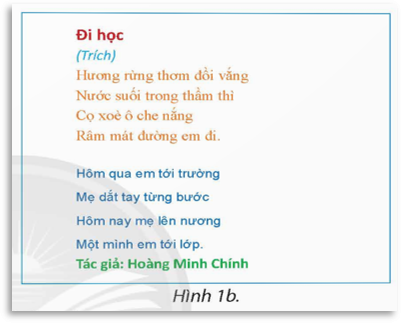 Đi học
(Trích)
Hương rừng thơm đồi vắng
Nước suối trong thầm thì
Cọ xoè ô che nắng
Râm mát đường em đi.
Hôm qua em tới trường
Mẹ dắt tay từng bước
Hôm nay mẹ lên nương
Một mình em tới lớp.
Tác giả: Hoàng Minh Chính
Hình 1b.